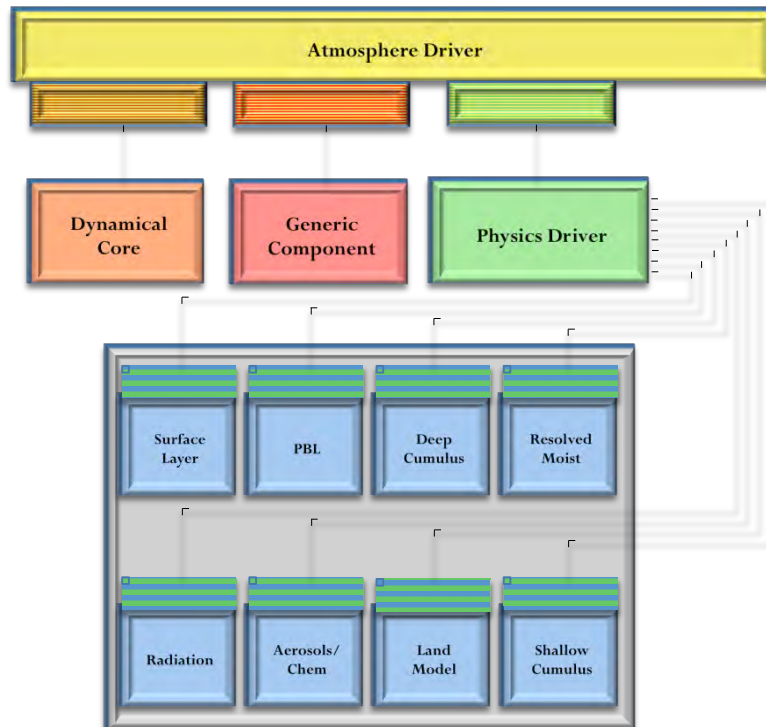 Atmosphere Driver
Dynamical
Core
Generic
Component
Physics Driver
Surface
Layer
PBL
Deep
Cumulus
Resolved
Moist
Radiation
Aerosols/
Chem
Land
Model
Shallow
Cumulus